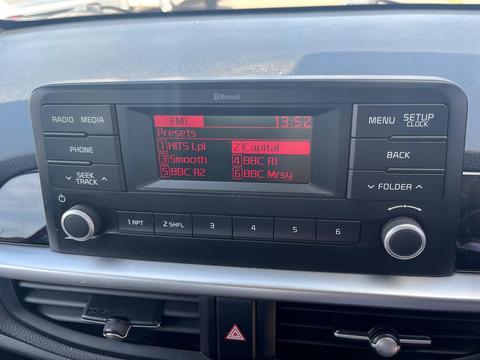 Bluetooth
RADIO MEDIA
PHONE
SEEK
TRACK
FM1 13:52
Presets
1 HITS Lpl 2 Capital
3 Smooth 4 BBC R1
5 BBC R2 6 BBC Mrsy
MENU SETUP
CLOCK
BACK
FOLDER
1 RPT 2 SHFL 3 4 5 6